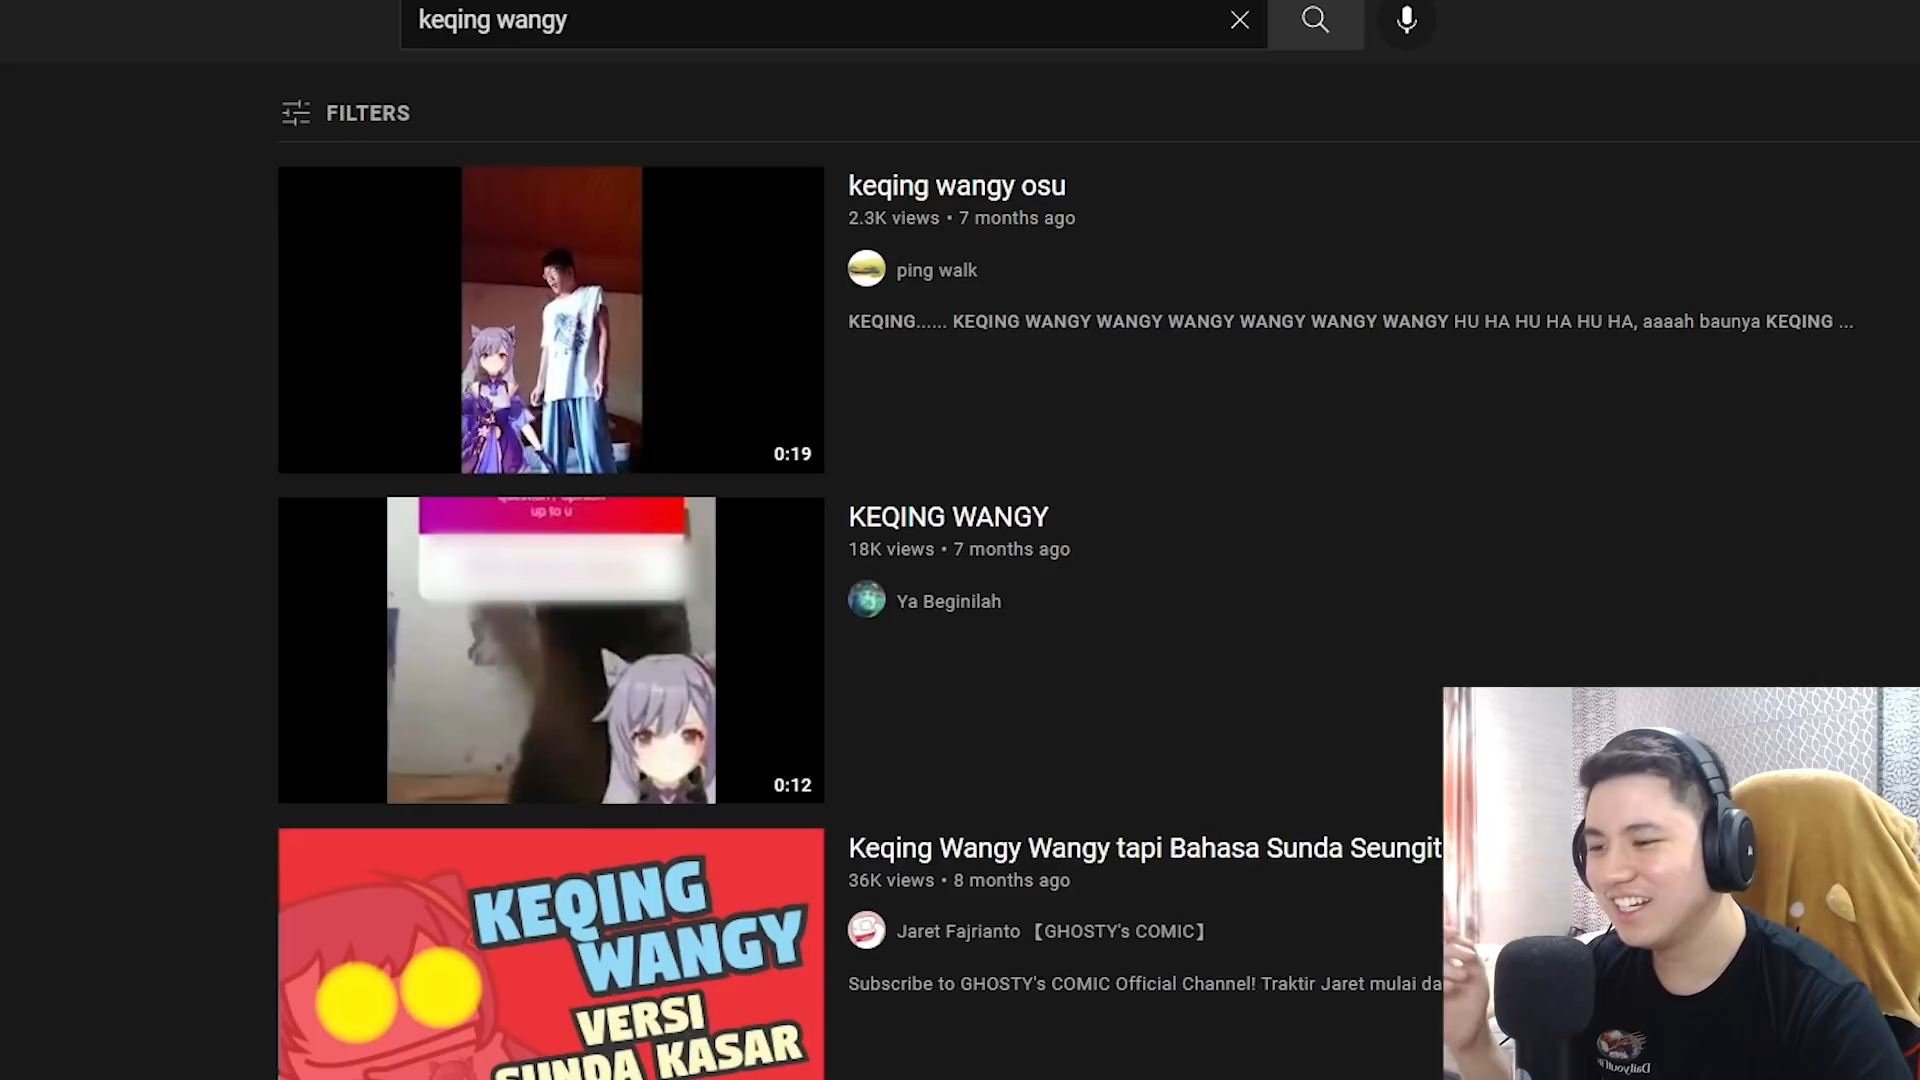 keqing wangy
FILTERS
keqing wangy osu
2.3K views • 7 months ago
ping walk
KEQING...... KEQING WANGY WANGY WANGY WANGY WANGY WANGY HU HA HU HA HU HA, aaaah baunya KEQING ...
0:19
up to u
KEQING WANGY
18K views • 7 months ago
Ya Beginilah
0:12
Keqing Wangy Wangy tapi Bahasa Sunda Seungit
36K views • 8 months ago
Jaret Fajrianto 【GHOSTY's COMIC】
Subscribe to GHOSTY's COMIC Official Channel! Traktir Jaret mulai da
KEQING
WANGY
VERSI
SUNDA KASAR